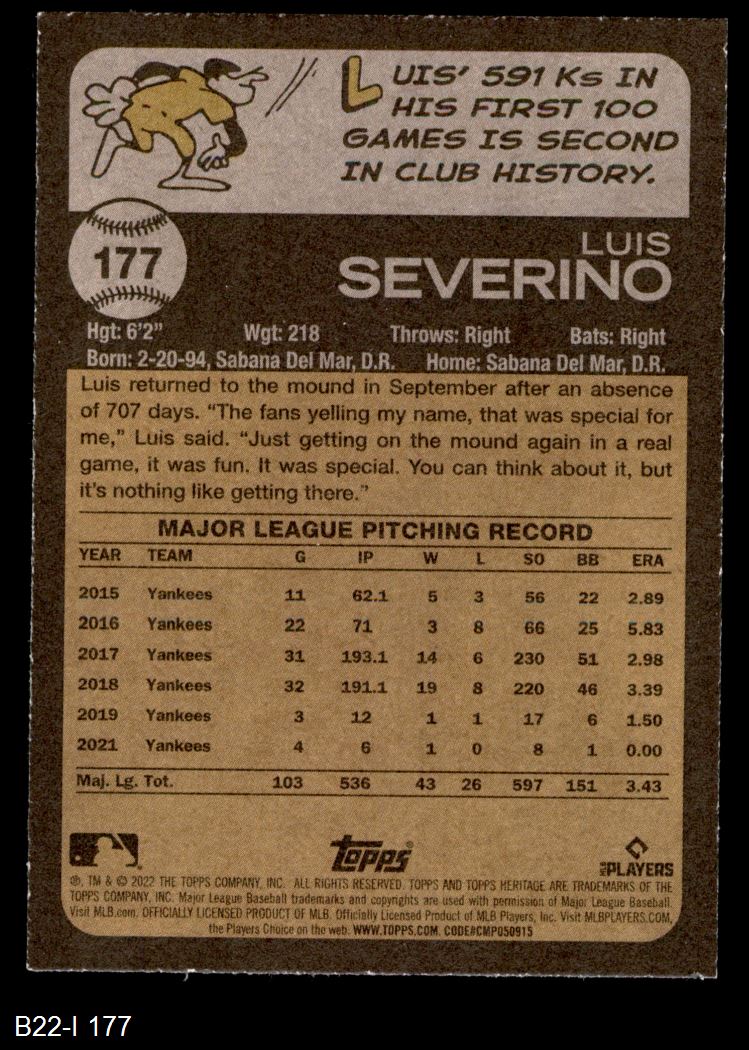 LUIS' 591 Ks IN
HIS FIRST 100
GAMES IS SECOND
IN CLUB HISTORY.
177
LUIS
SEVERINO
Hgt: 6'2" Wgt: 218 Throws: Right Bats: Right
Born: 2-20-94, Sabana Del Mar, D.R. Home: Sabana Del Mar, D.R.
Luis returned to the mound in September after an absence
of 707 days. “The fans yelling my name, that was special for
me,” Luis said. “Just getting on the mound again in a real
game, it was fun. It was special. You can think about it, but
it's nothing like getting there.”
MAJOR LEAGUE PITCHING RECORD
YEAR TEAM G IP W L SO BB ERA
2015 Yankees 11 62.1 5 3 56 22 2.89
2016 Yankees 22 71 3 8 66 25 5.83
2017 Yankees 31 193.1 14 6 230 51 2.98
2018 Yankees 32 191.1 19 8 220 46 3.39
2019 Yankees 3 12 1 1 17 6 1.50
2021 Yankees 4 6 1 0 8 1 0.00
Maj. Lg. Tot. 103 536 43 26 597 151 3.43
Topps®
MLB PLAYERS
®, TM & © 2022 THE TOPPS COMPANY, INC. ALL RIGHTS RESERVED. TOPPS AND TOPPS HERITAGE ARE TRADEMARKS OF THE
TOPPS COMPANY, INC. Major League Baseball trademarks and copyrights are used with permission of Major League Baseball.
Visit MLB.com. OFFICIALLY LICENSED PRODUCT OF MLB. Officially Licensed Product of MLB Players, Inc. Visit MLBPLAYERS.COM,
the Players Choice on the web. WWW.TOPPS.COM. CODE#CMP050915
B22-I 177